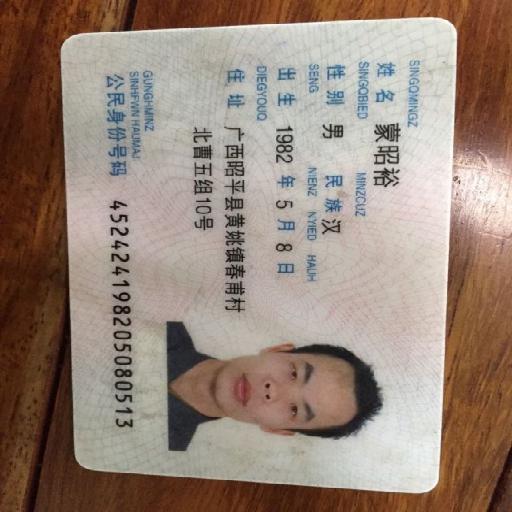 SINGQMINGZ
姓名 蒙昭裕
SINGQBIED MINZCUZ
性别 男 民族 汉
SENG NIENZ NYIED HAUH
出生 1982 年 5 月 8 日
DIEGYOUQ
住址 广西昭平县黄姚镇春甫村
北曹五组10号
GUNGHMINZ
SINHFWN HAUMAJ
公民身份号码 452424198205080513